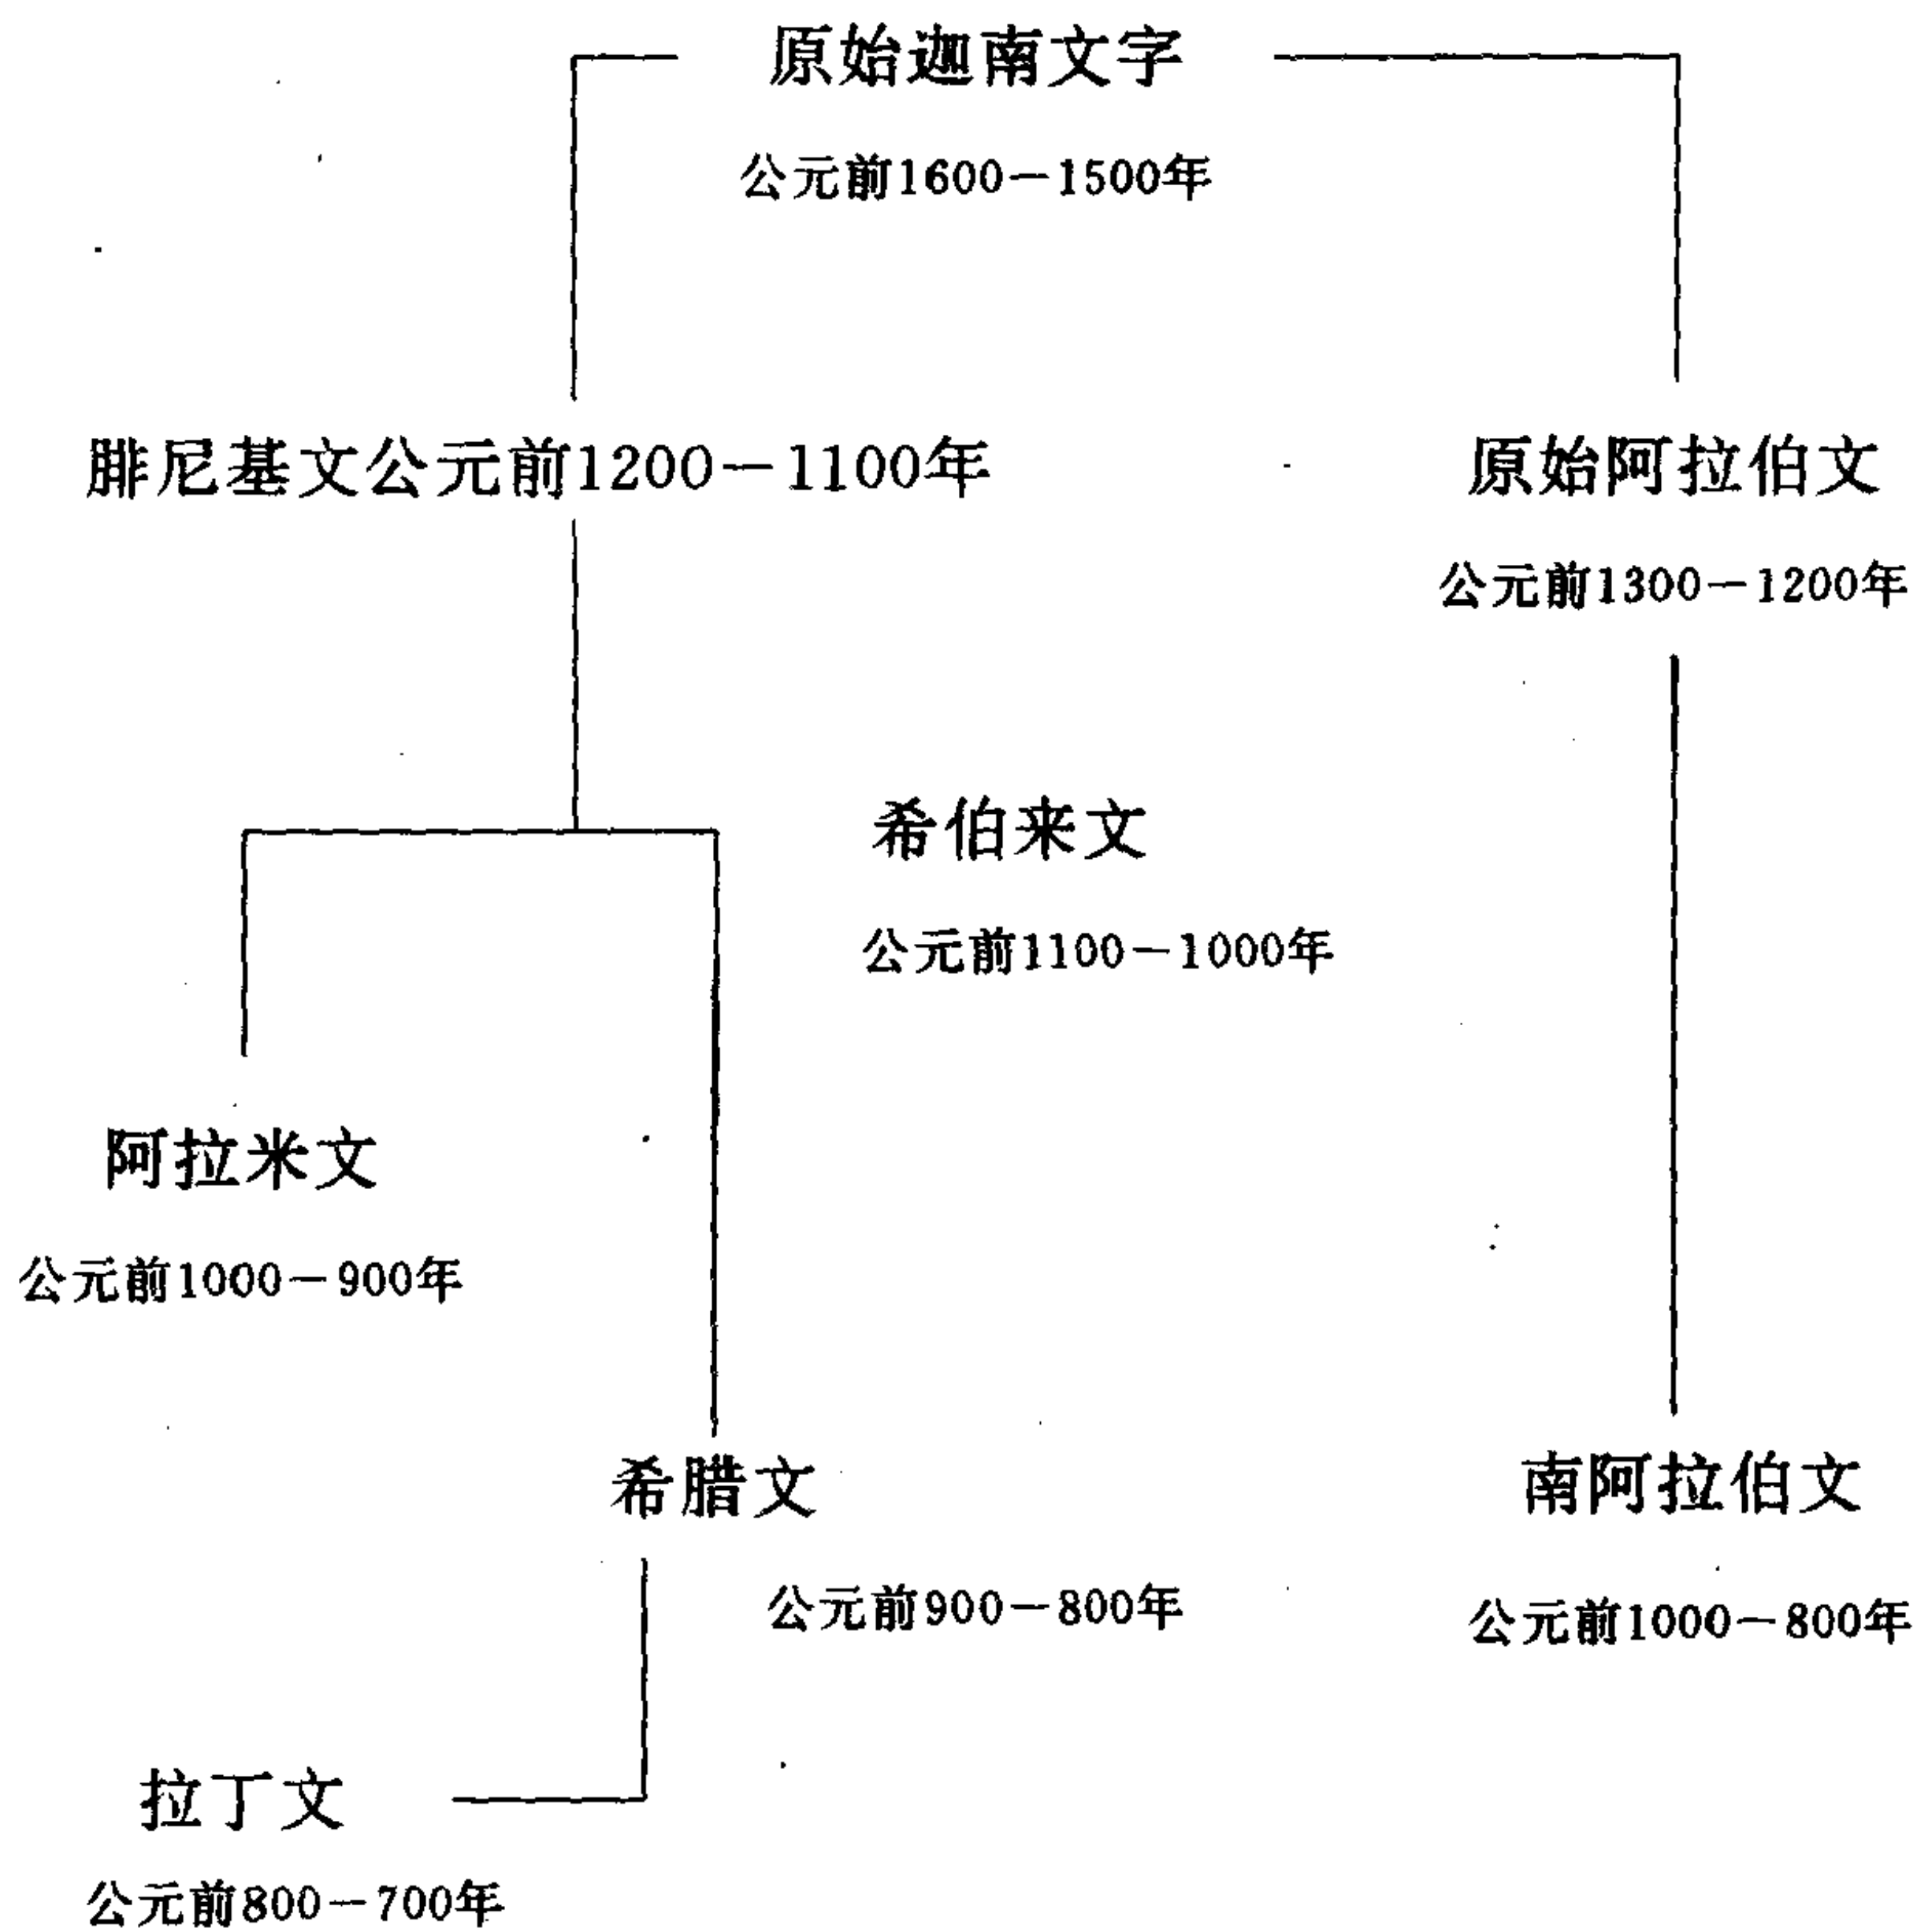 原始迦南文字
公元前1600－1500年
腓尼基文公元前1200－1100年
原始阿拉伯文
公元前1300－1200年
希伯来文
公元前1100－1000年
阿拉米文
公元前1000－900年
希腊文
公元前900－800年
南阿拉伯文
公元前1000－800年
拉丁文
公元前800－700年